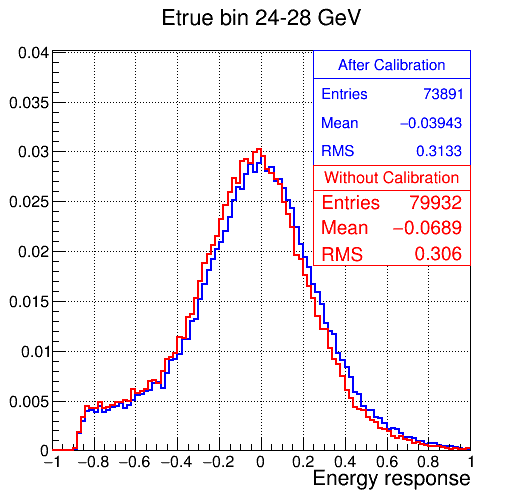 Etrue bin 24-28 GeV
After Calibration
Entries 73891
Mean −0.03943
RMS 0.3133
Without Calibration
Entries 79932
Mean −0.0689
RMS 0.306
0.04
0.035
0.03
0.025
0.02
0.015
0.01
0.005
0
−1 −0.8 −0.6 −0.4 −0.2 0 0.2 0.4 0.6 0.8 1
Energy response